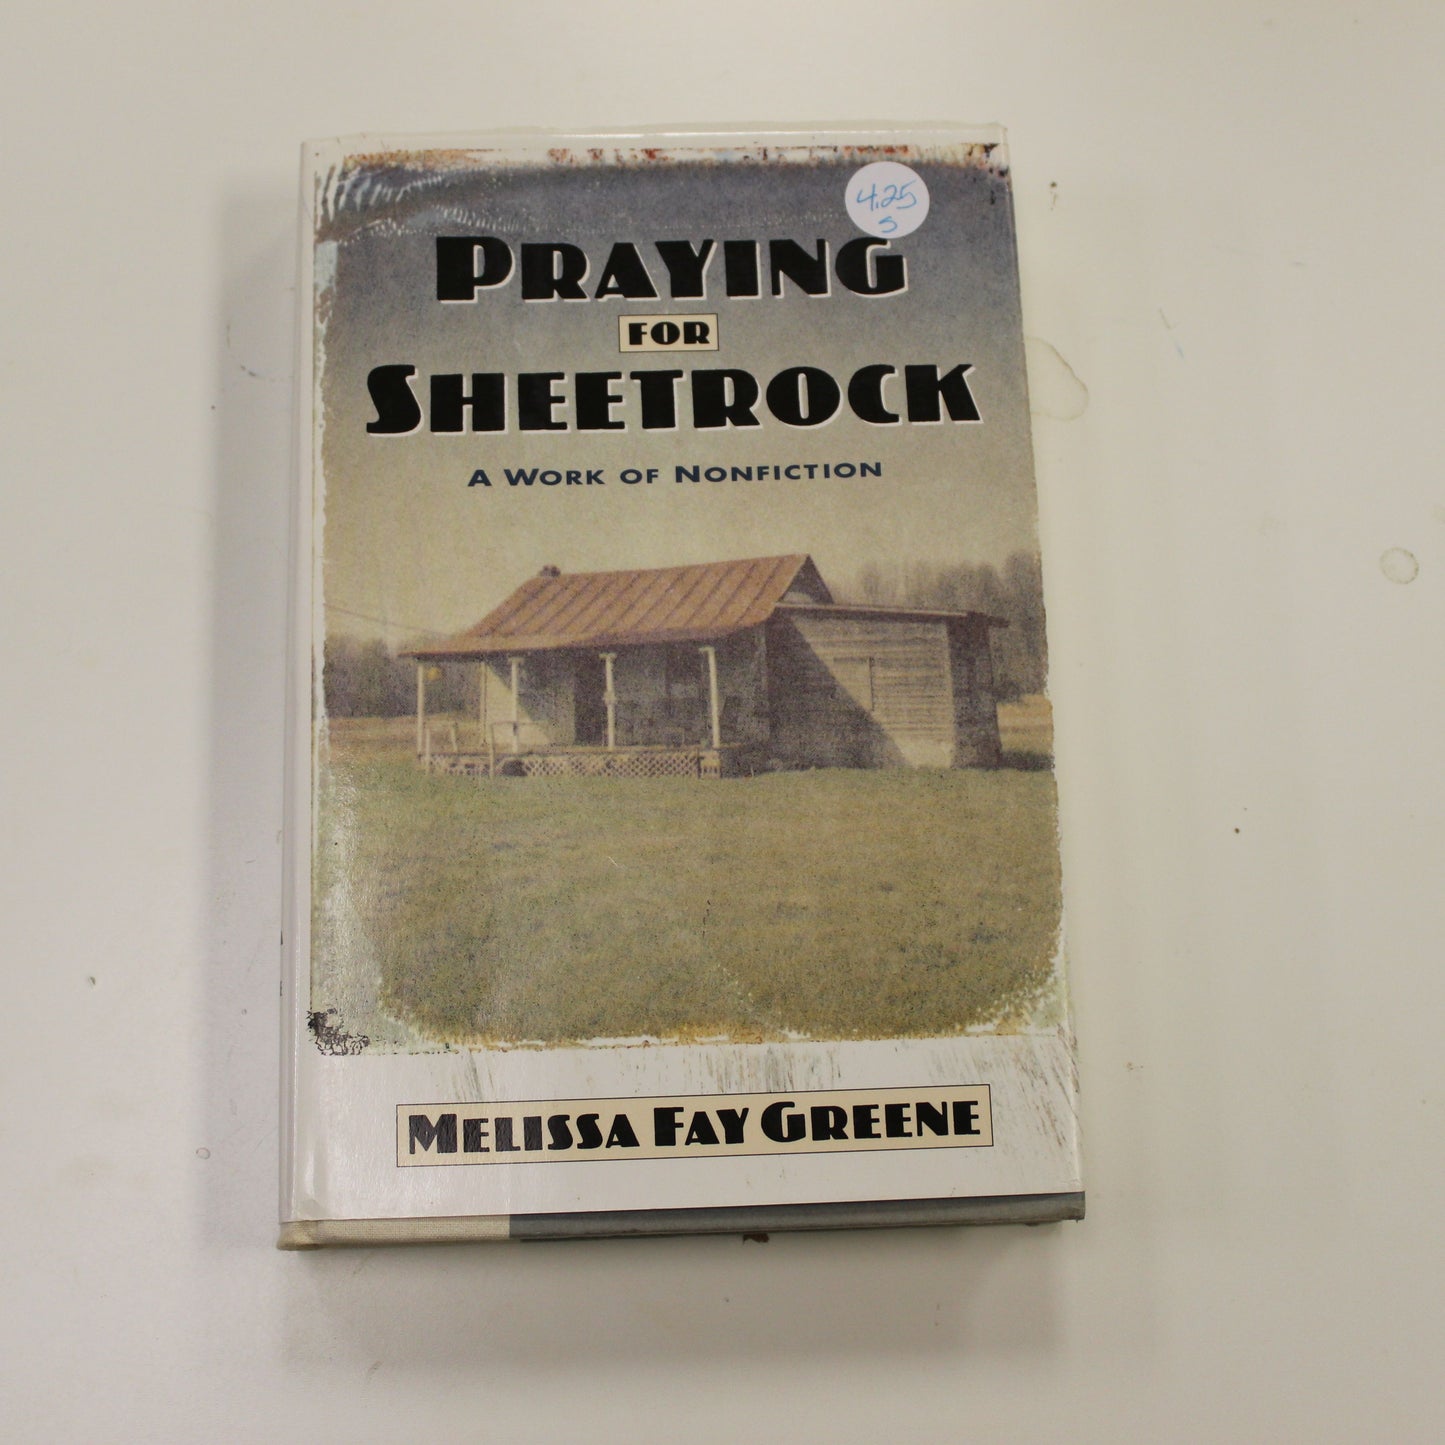 4.25
S
PRAYING
FOR
SHEETROCK
A WORK OF NONFICTION
MELISSA FAY GREENE